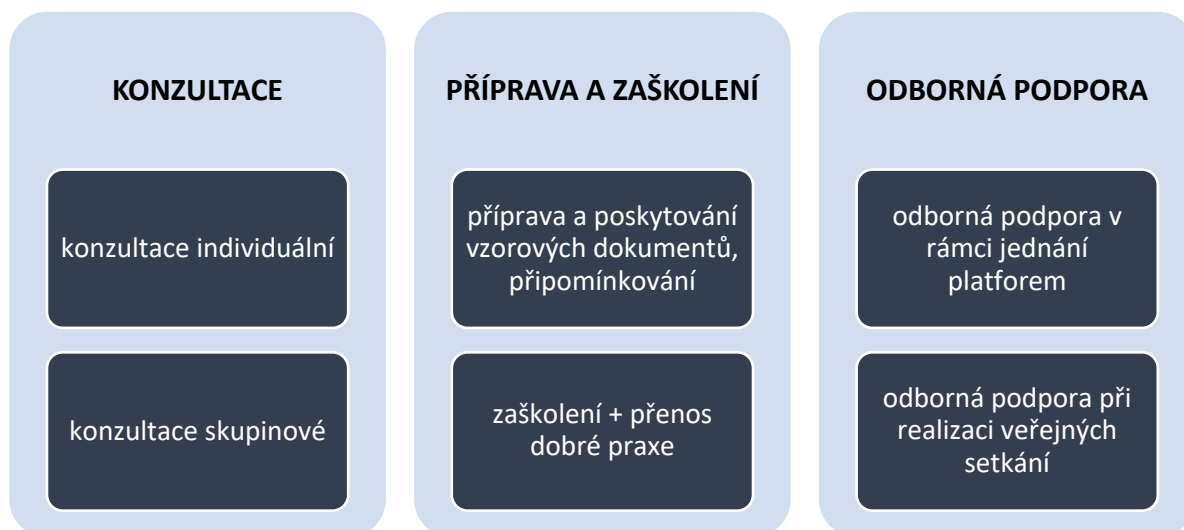 KONZULTACE
konzultace individuální
konzultace skupinové
PŘÍPRAVA A ZAŠKOLENÍ
příprava a poskytování
vzorových dokumentů,
připomínkování
zaškolení + přenos
dobré praxe
ODBORNÁ PODPORA
odborná podpora v
rámci jednání
platforem
odborná podpora při
realizaci veřejných
setkání